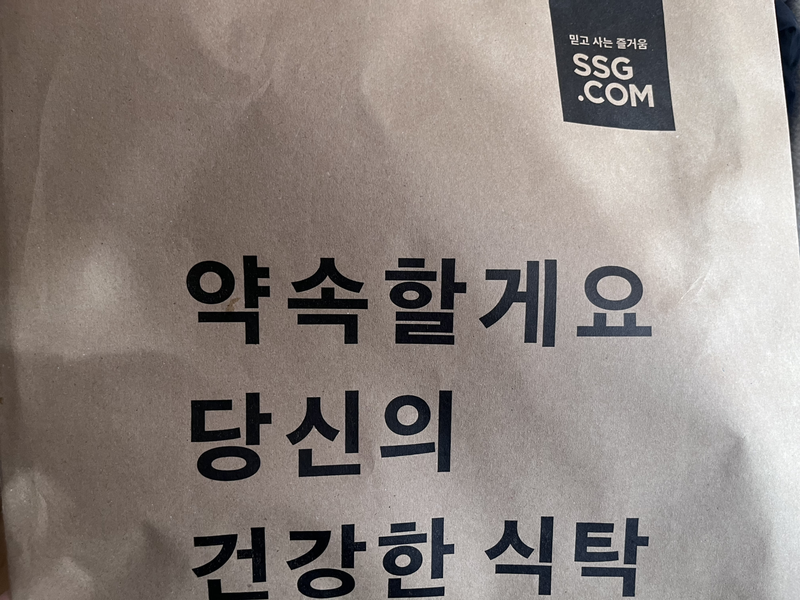 믿고 사는 즐거움
SSG
.COM
약속할게요
당신의
건강한 식탁